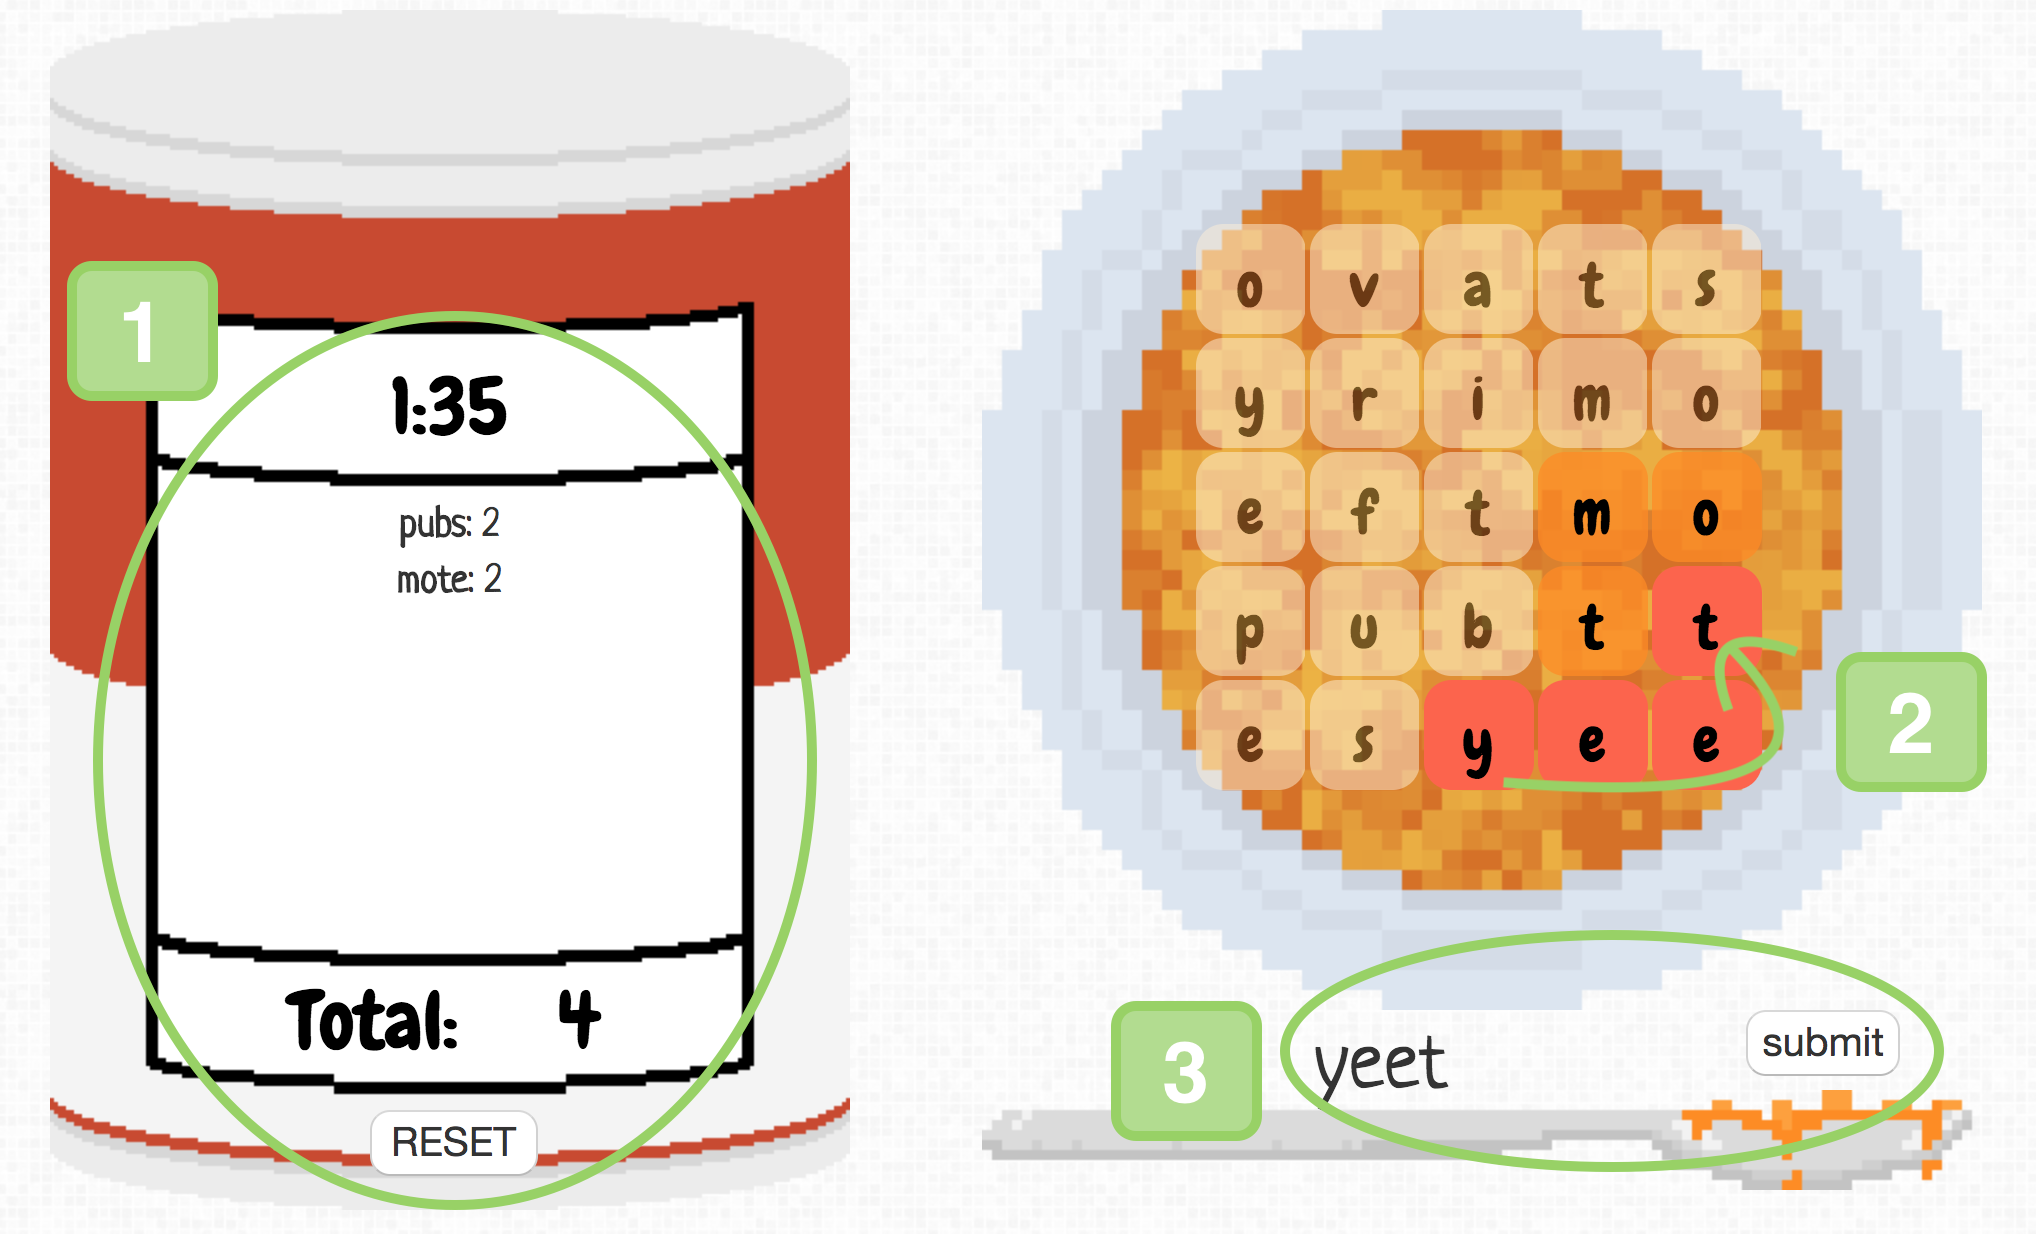 1
1:35
pubs: 2
mote: 2
Total: 4
RESET
o v a t s
y r i m o
e f t m o
p u b t t
e s y e e
2
3
yeet
submit